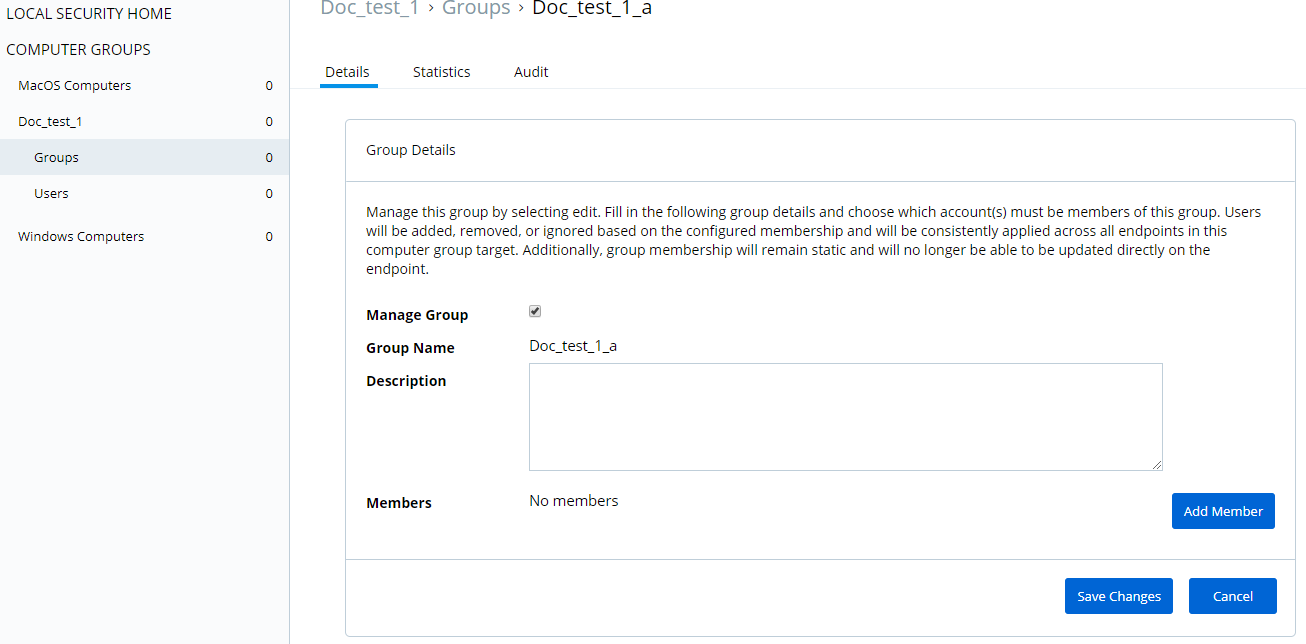 LOCAL SECURITY HOME
COMPUTER GROUPS
MacOS Computers 0
Doc_test_1 0
Groups 0
Users 0
Windows Computers 0
Doc_test_1 › Groups › Doc_test_1_a
Details Statistics Audit
Group Details
Manage this group by selecting edit. Fill in the following group details and choose which account(s) must be members of this group. Users
will be added, removed, or ignored based on the configured membership and will be consistently applied across all endpoints in this
computer group target. Additionally, group membership will remain static and will no longer be able to be updated directly on the
endpoint.
Manage Group
Group Name Doc_test_1_a
Description
Members No members
Add Member
Save Changes Cancel